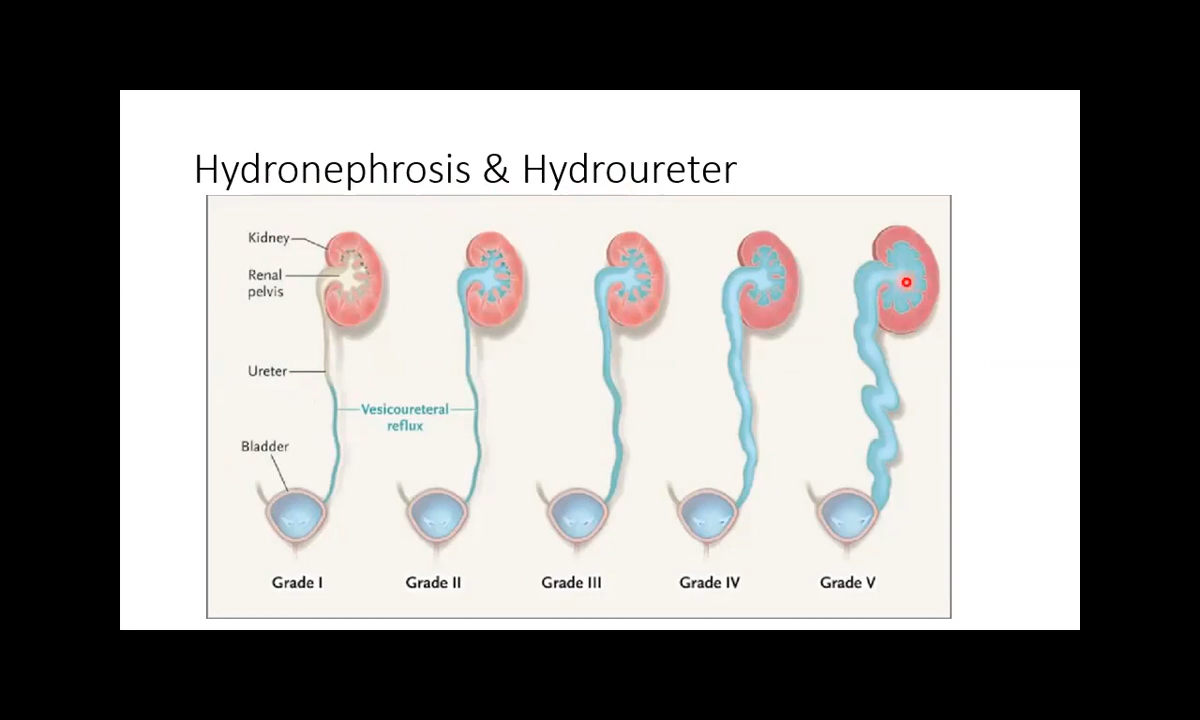 Hydronephrosis & Hydroureter
Kidney
Renal
pelvis
Ureter
Vesicoureteral
reflux
Bladder
Grade I
Grade II
Grade III
Grade IV
Grade V